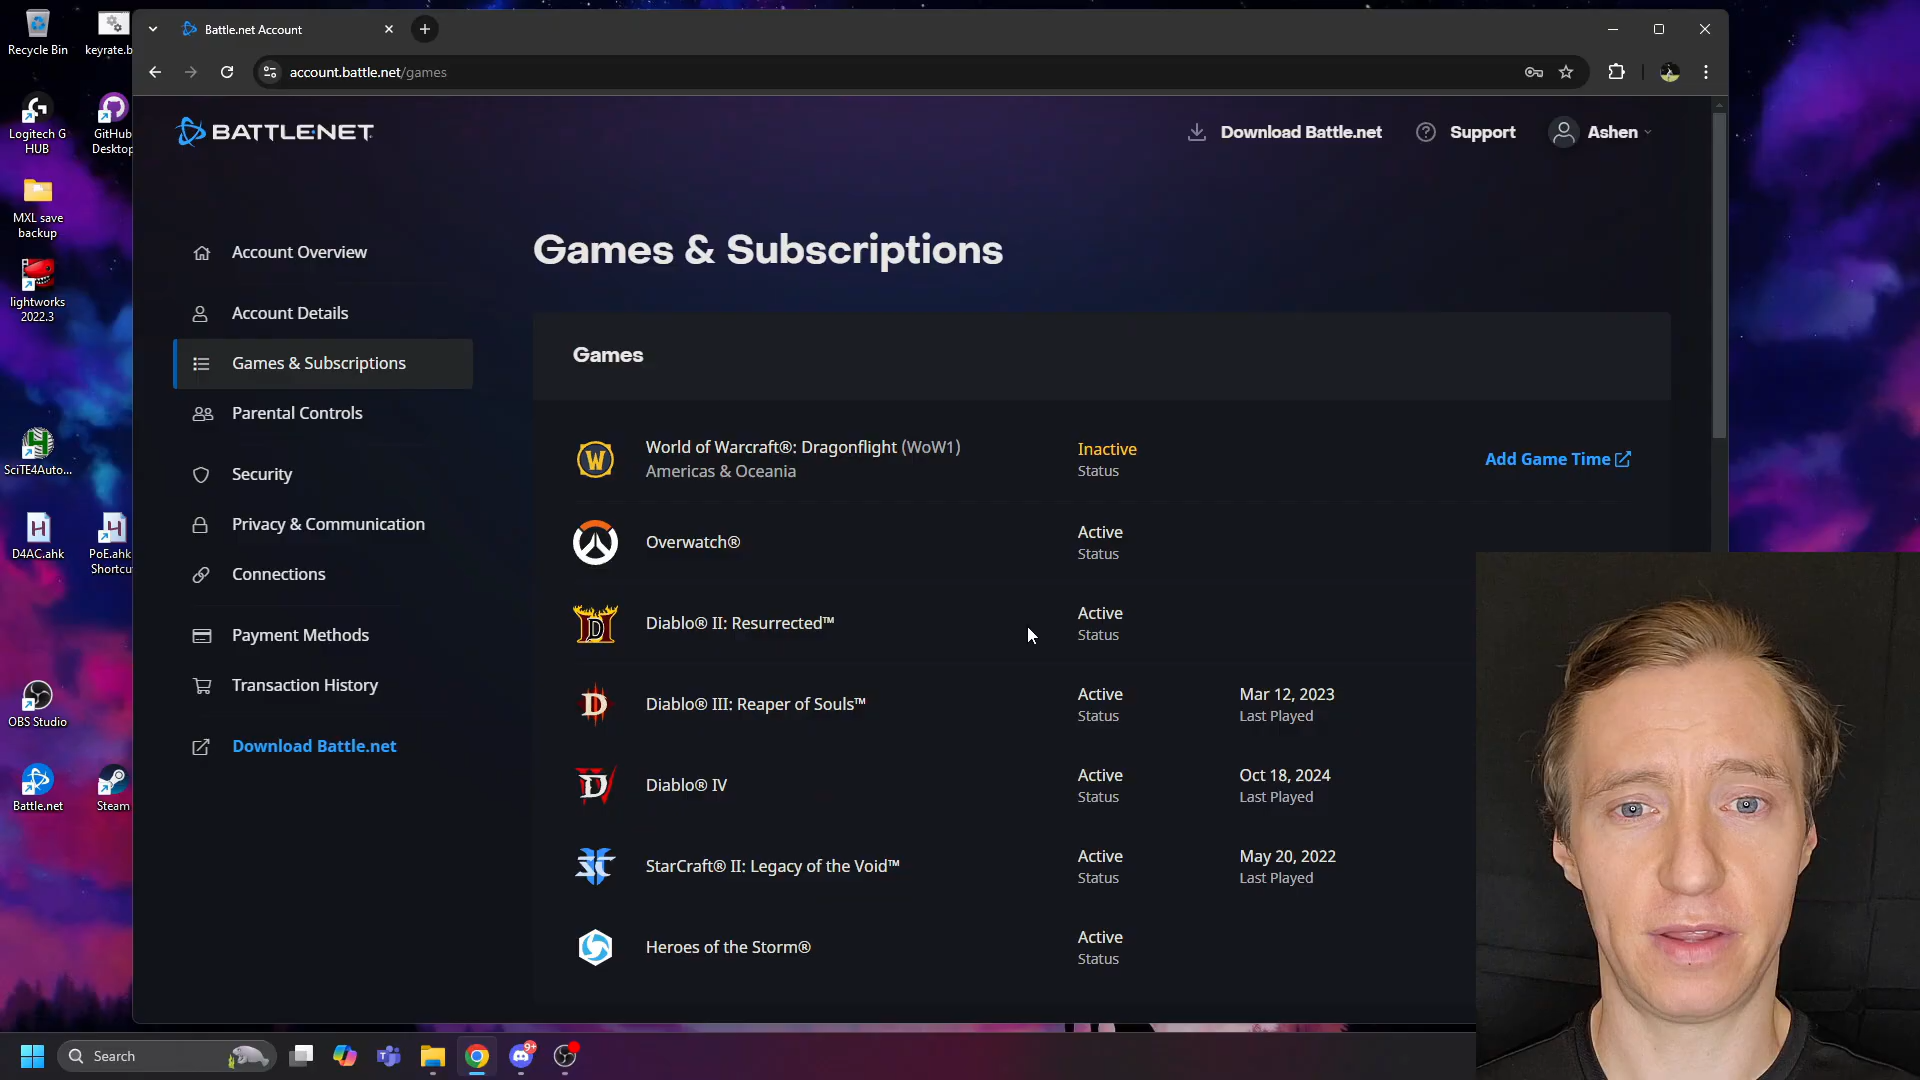 Recycle Bin
keyrate.b
Logitech G
HUB
GitHub
Desktop
MXL save
backup
lightworks
2022.3
SciTE4Auto...
D4AC.ahk
PoE.ahk
Shortcu
OBS Studio
Battle.net
Steam
Battle.net Account
account.battle.net/games
BATTLE.NET
Download Battle.net
Support
Ashen
Account Overview
Account Details
Games & Subscriptions
Parental Controls
Security
Privacy & Communication
Connections
Payment Methods
Transaction History
Download Battle.net
Games & Subscriptions
Games
World of Warcraft®: Dragonflight (WoW1)
Americas & Oceania
Inactive
Status
Add Game Time
Overwatch®
Active
Status
Diablo® II: Resurrected™
Active
Status
Diablo® III: Reaper of Souls™
Active
Status
Mar 12, 2023
Last Played
Diablo® IV
Active
Status
Oct 18, 2024
Last Played
StarCraft® II: Legacy of the Void™
Active
Status
May 20, 2022
Last Played
Heroes of the Storm®
Active
Status
Search
9+